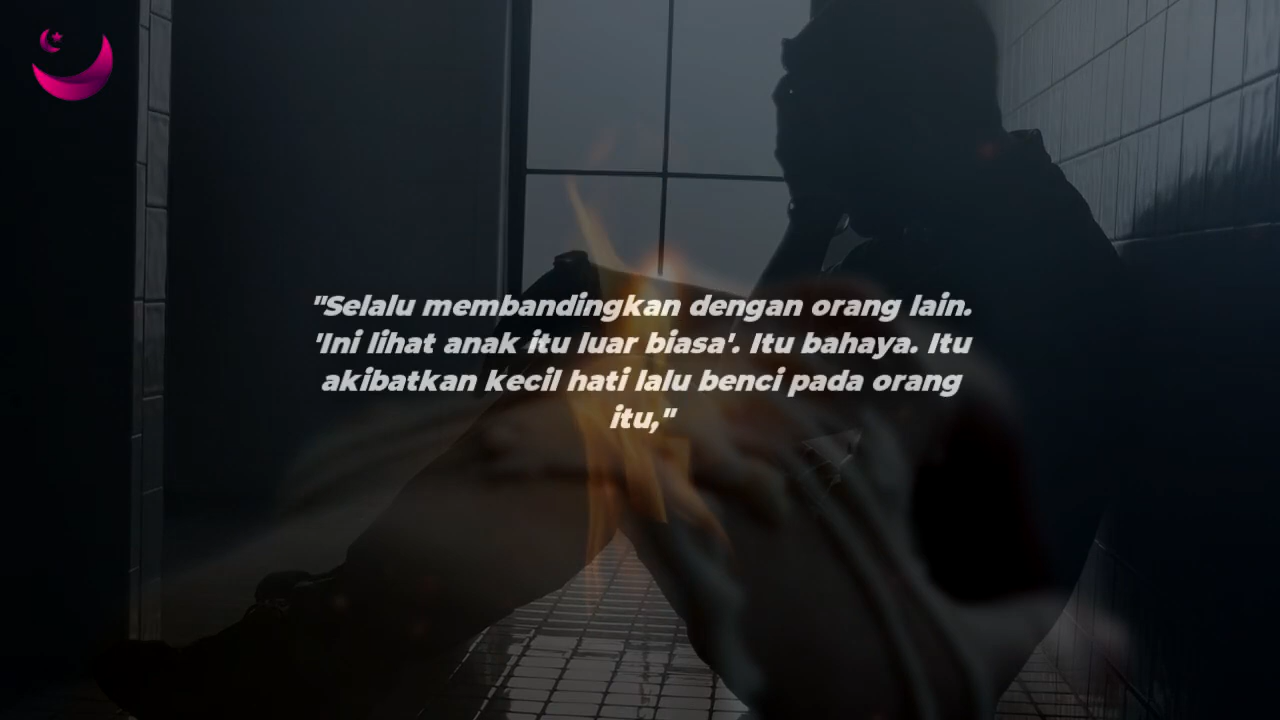 "Selalu membandingkan dengan orang lain.
'Ini lihat anak itu luar biasa'. Itu bahaya. Itu
akibatkan kecil hati lalu benci pada orang
itu,"